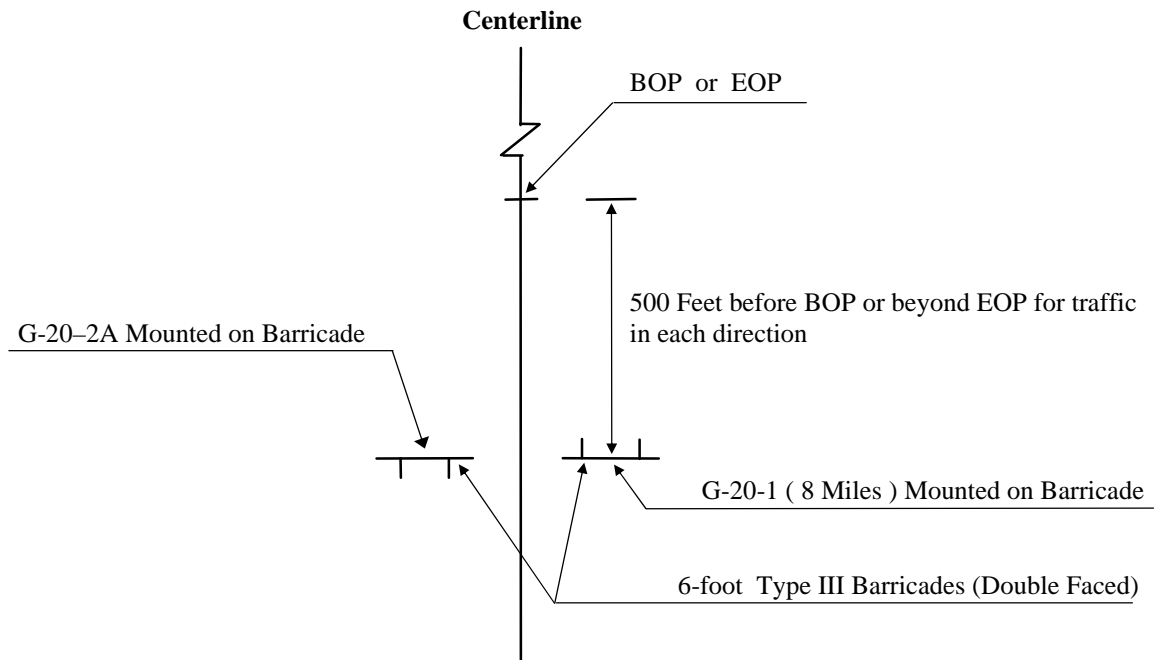 Centerline
BOP or EOP
500 Feet before BOP or beyond EOP for traffic
in each direction
G-20–2A Mounted on Barricade
G-20-1 ( 8 Miles ) Mounted on Barricade
6-foot Type III Barricades (Double Faced)